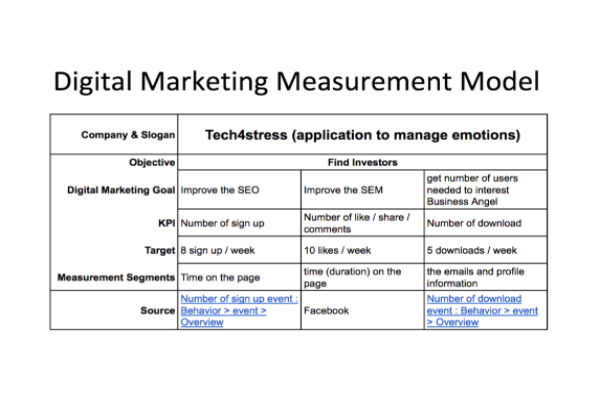 Digital Marketing Measurement Model
Company & Slogan Tech4stress (application to manage emotions)
Objective Find Investors
Digital Marketing Goal Improve the SEO Improve the SEM get number of users
needed to interest
Business Angel
KPI Number of sign up Number of like / share /
comments Number of download
Target 8 sign up / week 10 likes / week 5 downloads / week
Measurement Segments Time on the page time (duration) on the
page the emails and profile
information
Source Number of sign up event :
Behavior > event >
Overview Facebook Number of download
event : Behavior > event
> Overview